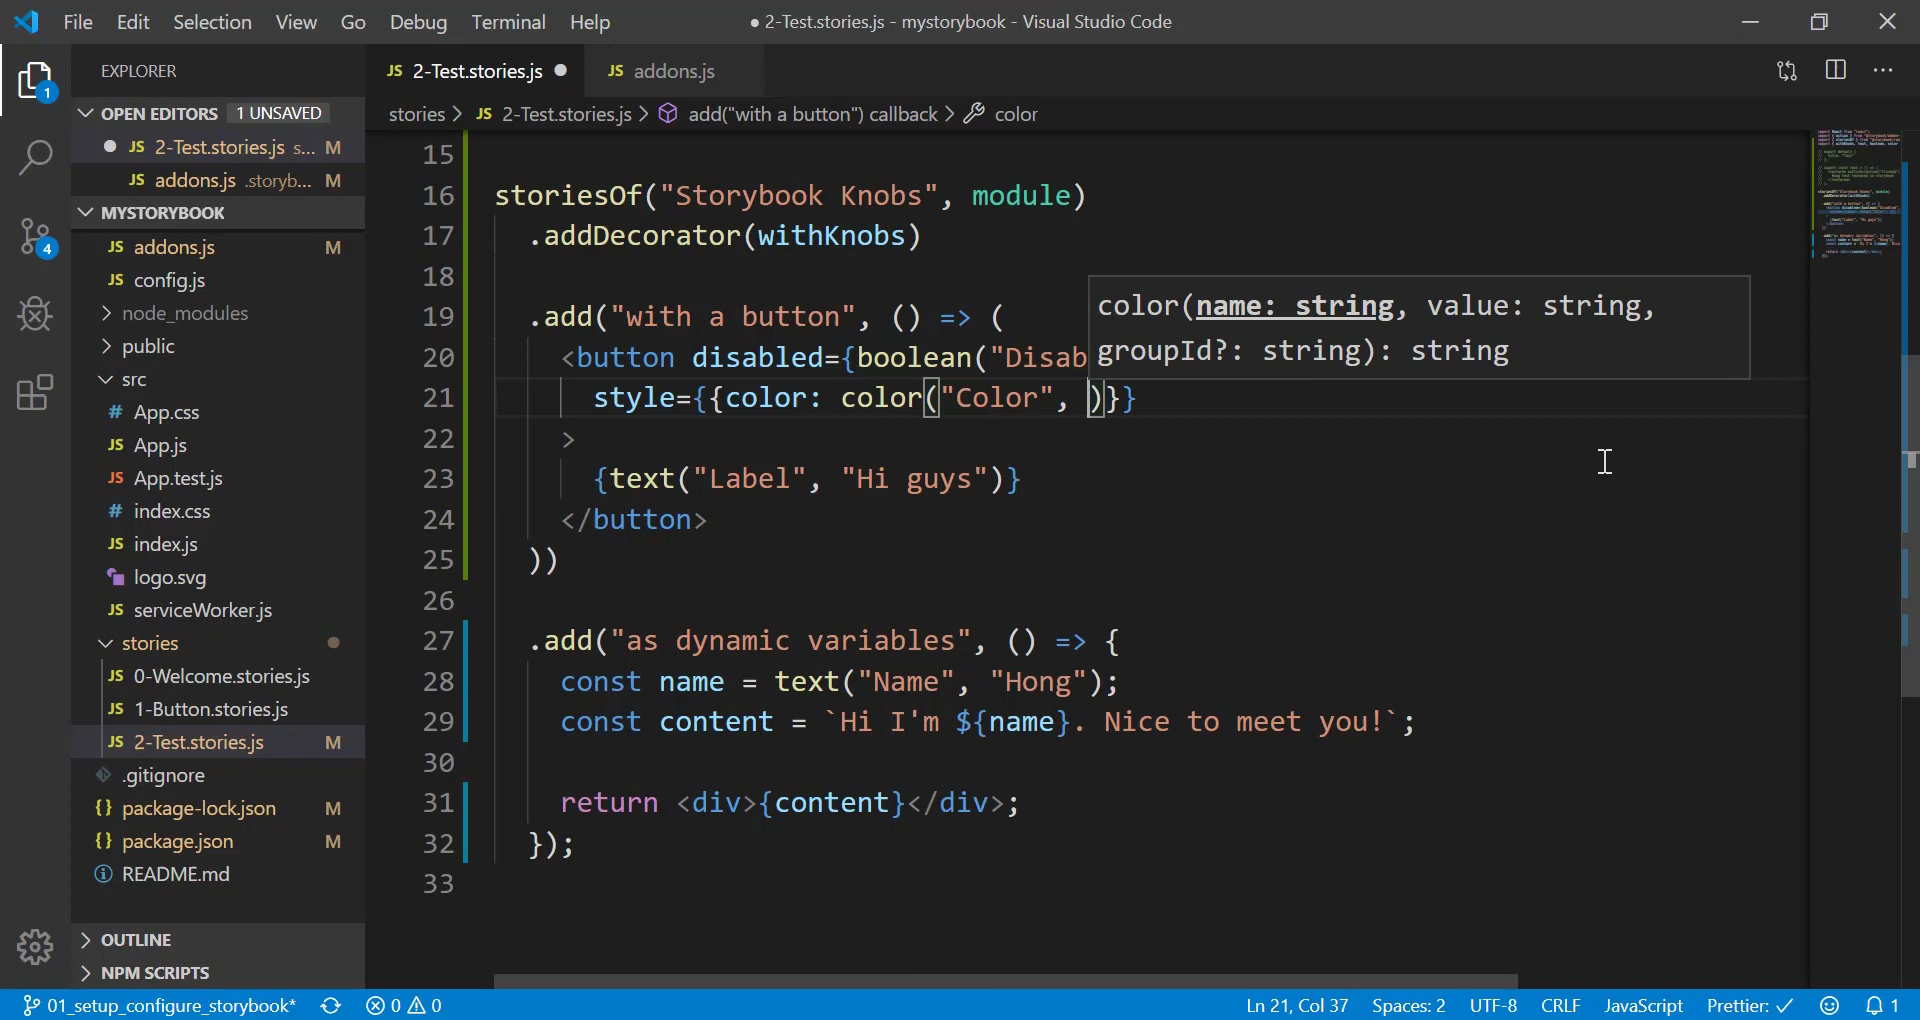 File Edit Selection View Go Debug Terminal Help
● 2-Test.stories.js - mystorybook - Visual Studio Code
EXPLORER
OPEN EDITORS 1 UNSAVED
JS 2-Test.stories.js s... M
JS addons.js .storyb... M
MYSTORYBOOK
JS addons.js M
JS config.js
node_modules
public
src
# App.css
JS App.js
JS App.test.js
# index.css
JS index.js
logo.svg
JS serviceWorker.js
stories
JS 0-Welcome.stories.js
JS 1-Button.stories.js
JS 2-Test.stories.js M
.gitignore
{} package-lock.json M
{} package.json M
README.md
OUTLINE
NPM SCRIPTS
1
4
JS 2-Test.stories.js ●
JS addons.js
stories > JS 2-Test.stories.js > add("with a button") callback > color
15
16 storiesOf("Storybook Knobs", module)
17 .addDecorator(withKnobs)
18
19 .add("with a button", () => (
20 <button disabled={boolean("Disab
21 style={{color: color("Color", )}}
22 >
23 {text("Label", "Hi guys")}
24 </button>
25 ))
26
27 .add("as dynamic variables", () => {
28 const name = text("Name", "Hong");
29 const content = `Hi I'm ${name}. Nice to meet you!`;
30
31 return <div>{content}</div>;
32 });
33
color(name: string, value: string,
groupId?: string): string
01_setup_configure_storybook* 0 0 Ln 21, Col 37 Spaces: 2 UTF-8 CRLF JavaScript Prettier: ✓ 1